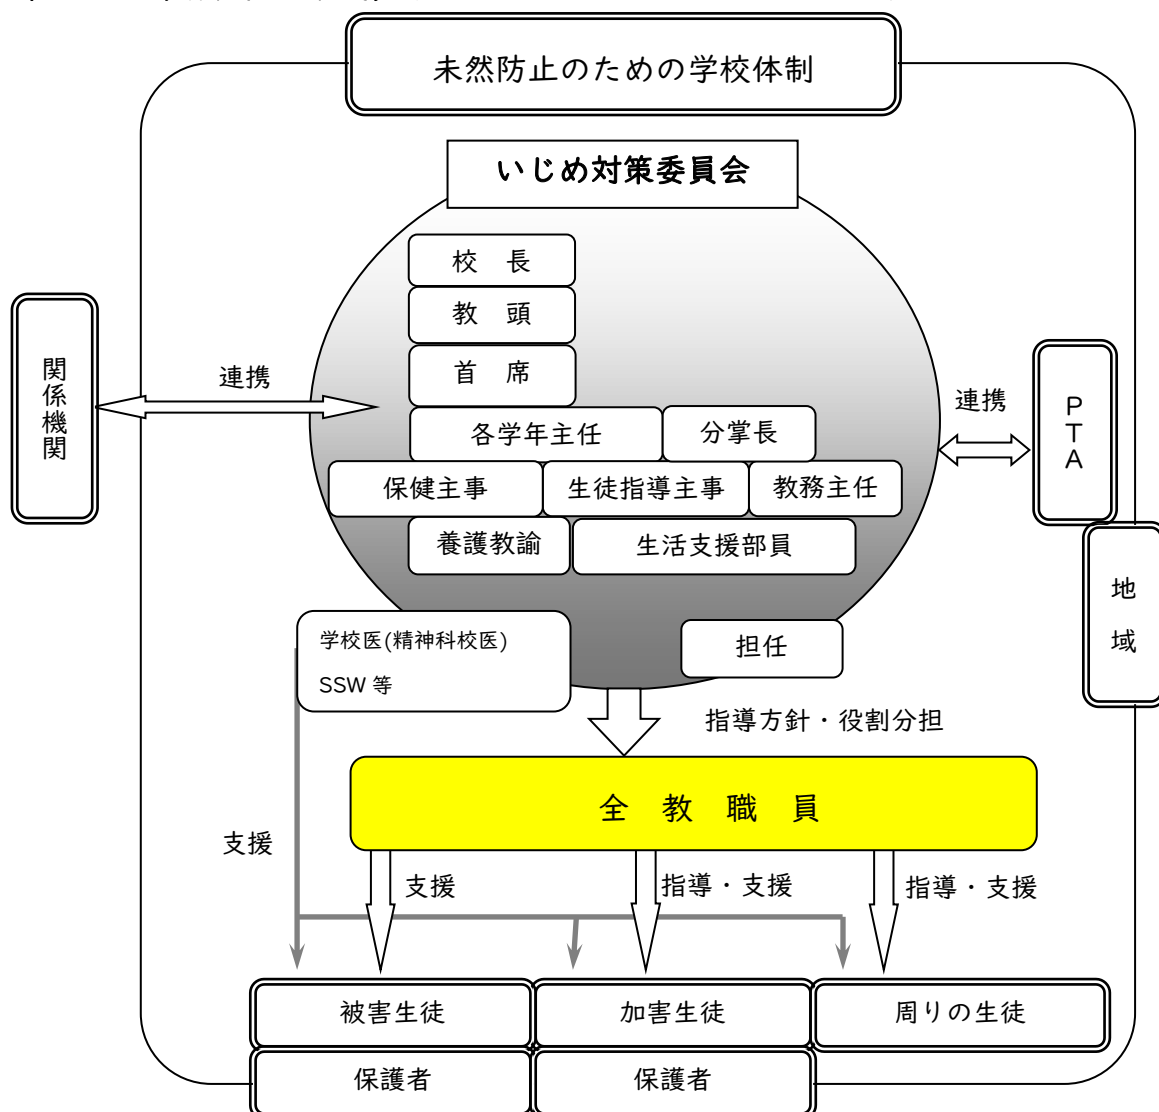 未然防止のための学校体制
いじめ対策委員会
校 長
教 頭
首 席
各学年主任
分掌長
保健主事
生徒指導主事
教務主任
養護教諭
生活支援部員
学校医(精神科校医)
SSW 等
担任
関係機関
連携
連携
PTA
地域
指導方針・役割分担
全 教 職 員
支援
支援
指導・支援
指導・支援
被害生徒
加害生徒
周りの生徒
保護者
保護者